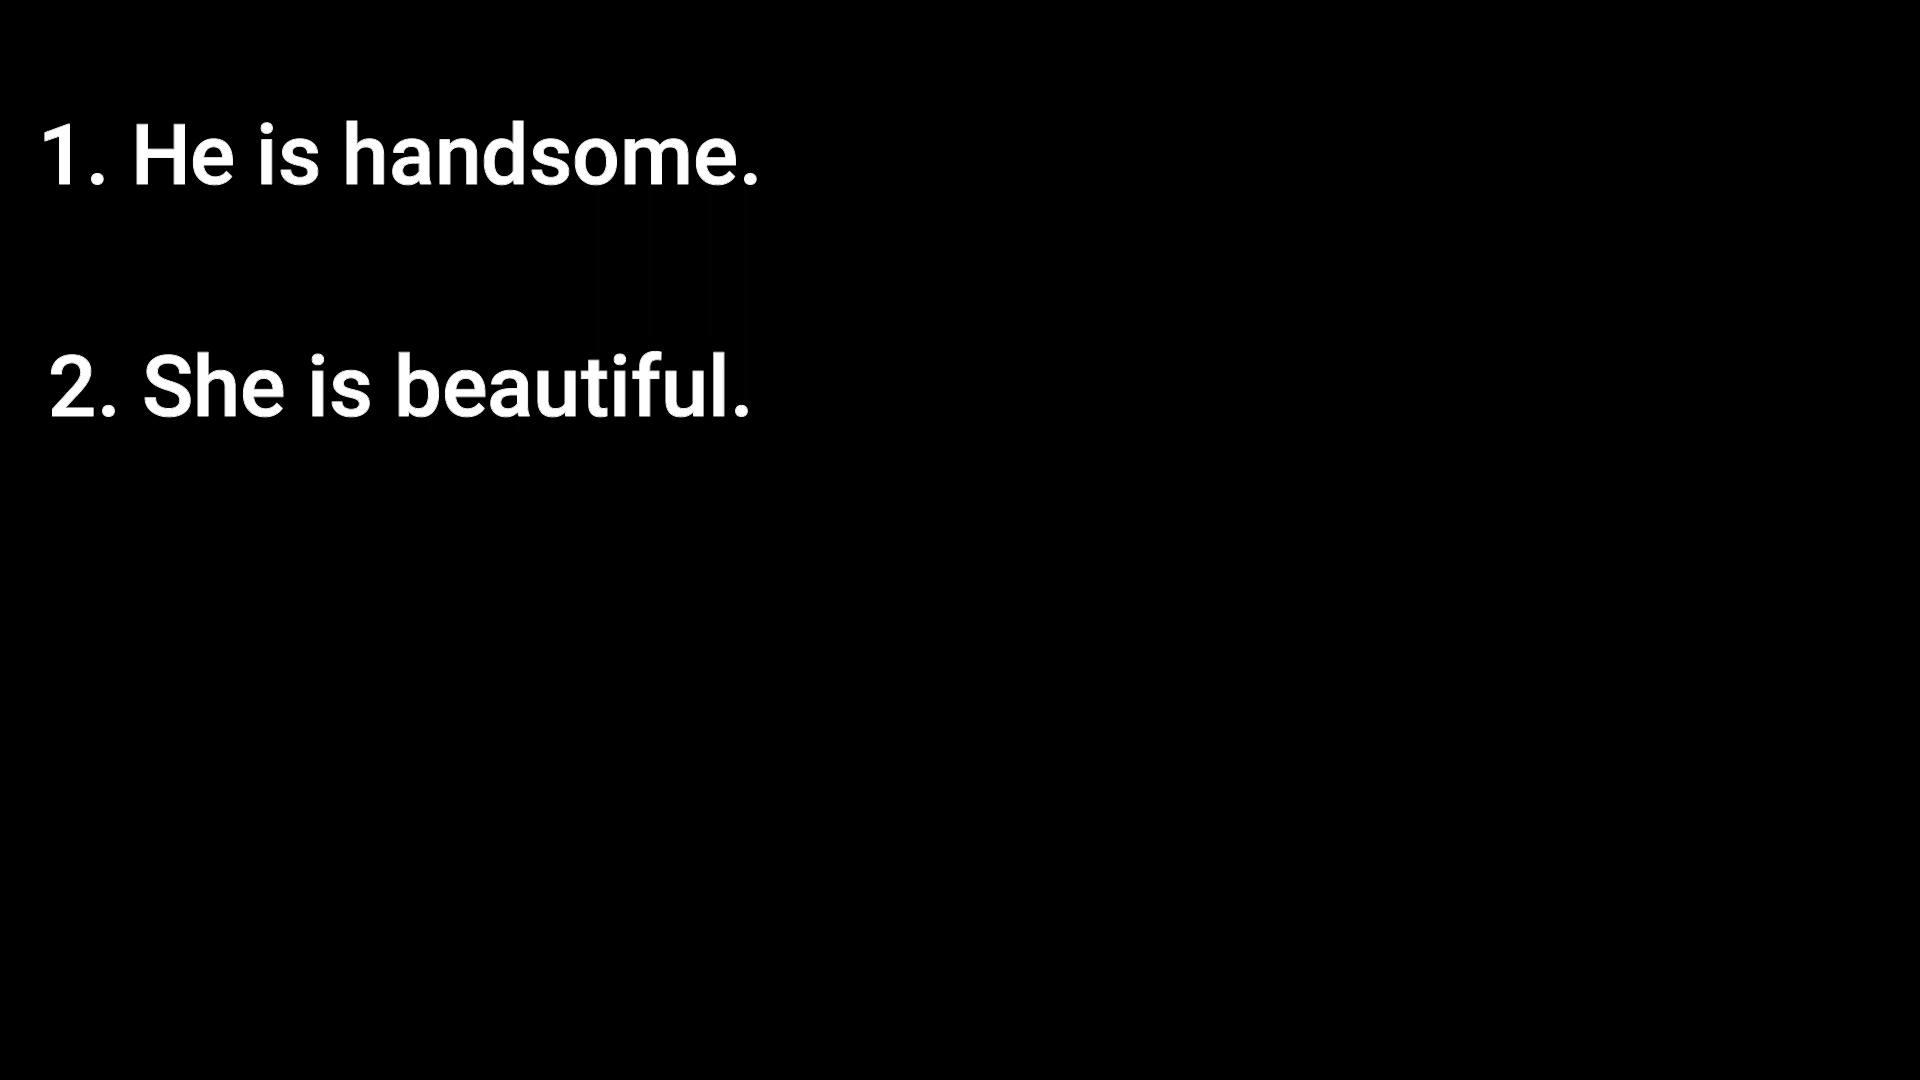 1. He is handsome.
2. She is beautiful.